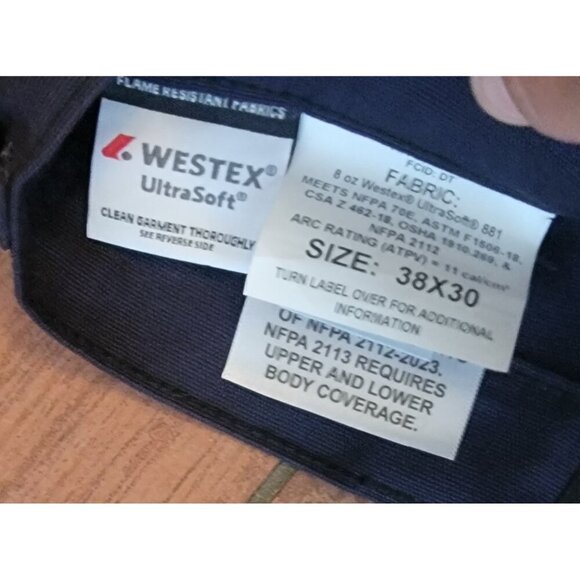 FLAME RESISTANT FABRICS
WESTEX®
UltraSoft®
CLEAN GARMENT THOROUGHLY
SEE REVERSE SIDE
FCID: DT
FABRIC:
8 oz Westex® UltraSoft® 881
MEETS NFPA 70E, ASTM F1506-18,
CSA Z 462-18, OSHA 1910.269, &
NFPA 2112
ARC RATING (ATPV) = 11 cal/cm²
SIZE: 38X30
TURN LABEL OVER FOR ADDITIONAL
INFORMATION
OF NFPA 2112-2023.
NFPA 2113 REQUIRES
UPPER AND LOWER
BODY COVERAGE.